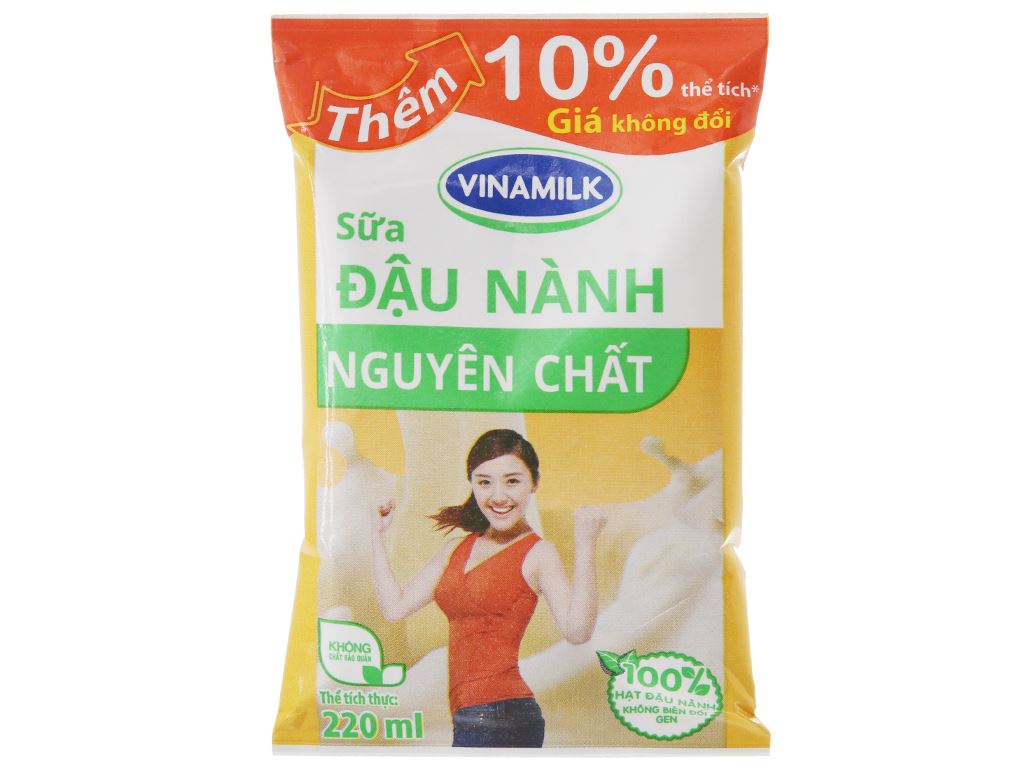 Thêm 10% thể tích*
Giá không đổi
VINAMILK
Sữa
ĐẬU NÀNH
NGUYÊN CHẤT
KHÔNG
CHẤT BẢO QUẢN
Thể tích thực:
220 ml
100%
HẠT ĐẬU NÀNH
KHÔNG BIẾN ĐỔI
GEN